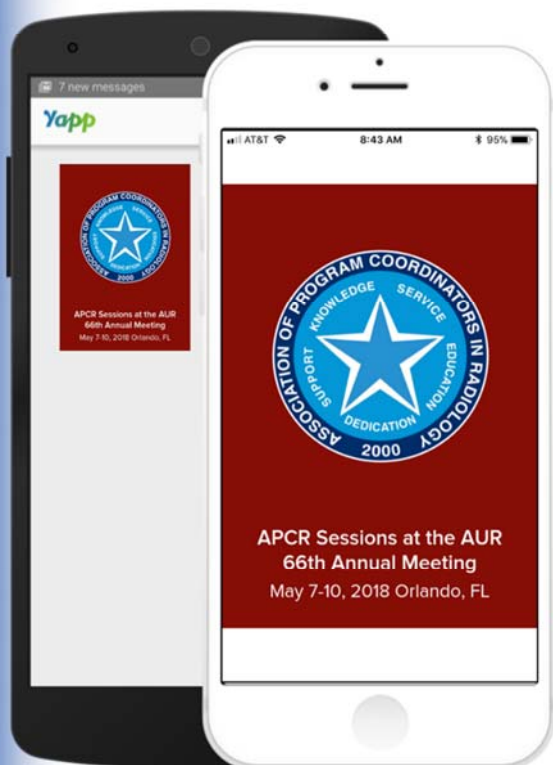 7 new messages
Yapp
ASSOCIATION OF PROGRAM COORDINATORS IN RADIOLOGY
SUPPORT KNOWLEDGE SERVICE EDUCATION
DEDICATION
2000
APCR Sessions at the AUR
66th Annual Meeting
May 7-10, 2018 Orlando, FL
AT&T 8:43 AM 95%
ASSOCIATION OF PROGRAM COORDINATORS IN RADIOLOGY
SUPPORT KNOWLEDGE SERVICE EDUCATION
DEDICATION
2000
APCR Sessions at the AUR
66th Annual Meeting
May 7-10, 2018 Orlando, FL